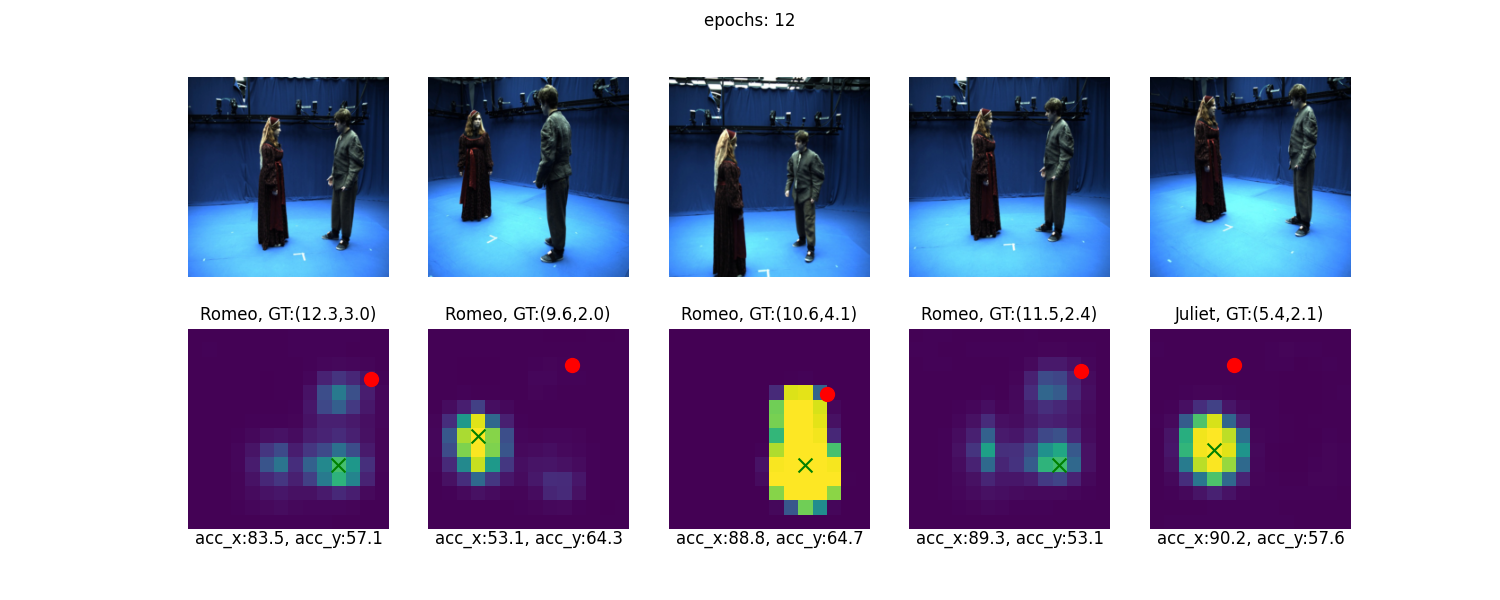 epochs: 12
Romeo, GT:(12.3,3.0)
Romeo, GT:(9.6,2.0)
Romeo, GT:(10.6,4.1)
Romeo, GT:(11.5,2.4)
Juliet, GT:(5.4,2.1)
acc_x:83.5, acc_y:57.1
acc_x:53.1, acc_y:64.3
acc_x:88.8, acc_y:64.7
acc_x:89.3, acc_y:53.1
acc_x:90.2, acc_y:57.6